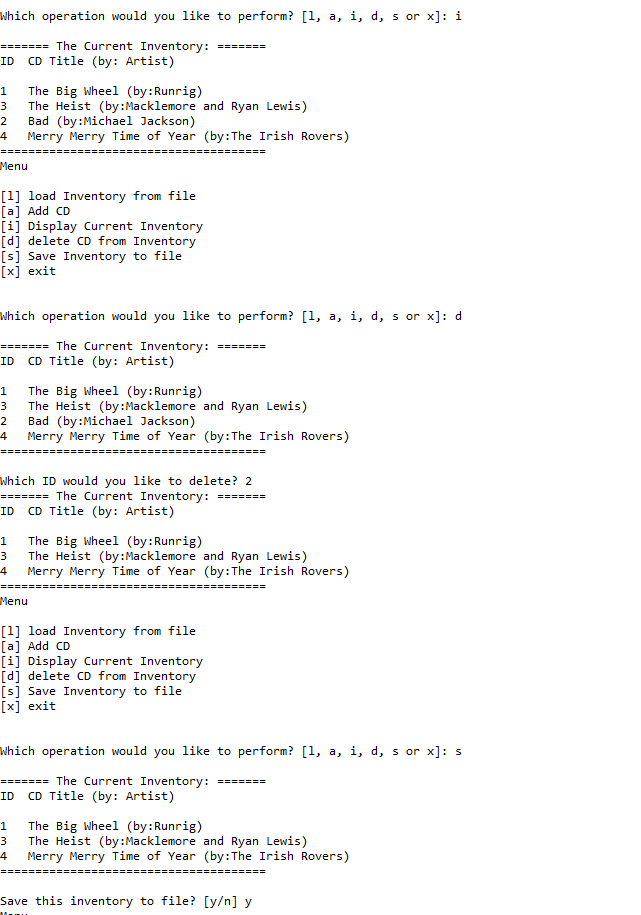 Which operation would you like to perform? [l, a, i, d, s or x]: i
======= The Current Inventory: =======
ID  CD Title (by: Artist)
1   The Big Wheel (by:Runrig)
3   The Heist (by:Macklemore and Ryan Lewis)
2   Bad (by:Michael Jackson)
4   Merry Merry Time of Year (by:The Irish Rovers)
======================================
Menu
[l] load Inventory from file
[a] Add CD
[i] Display Current Inventory
[d] delete CD from Inventory
[s] Save Inventory to file
[x] exit
Which operation would you like to perform? [l, a, i, d, s or x]: d
======= The Current Inventory: =======
ID  CD Title (by: Artist)
1   The Big Wheel (by:Runrig)
3   The Heist (by:Macklemore and Ryan Lewis)
2   Bad (by:Michael Jackson)
4   Merry Merry Time of Year (by:The Irish Rovers)
======================================
Which ID would you like to delete? 2
======= The Current Inventory: =======
ID  CD Title (by: Artist)
1   The Big Wheel (by:Runrig)
3   The Heist (by:Macklemore and Ryan Lewis)
4   Merry Merry Time of Year (by:The Irish Rovers)
======================================
Menu
[l] load Inventory from file
[a] Add CD
[i] Display Current Inventory
[d] delete CD from Inventory
[s] Save Inventory to file
[x] exit
Which operation would you like to perform? [l, a, i, d, s or x]: s
======= The Current Inventory: =======
ID  CD Title (by: Artist)
1   The Big Wheel (by:Runrig)
3   The Heist (by:Macklemore and Ryan Lewis)
4   Merry Merry Time of Year (by:The Irish Rovers)
======================================
Save this inventory to file? [y/n] y